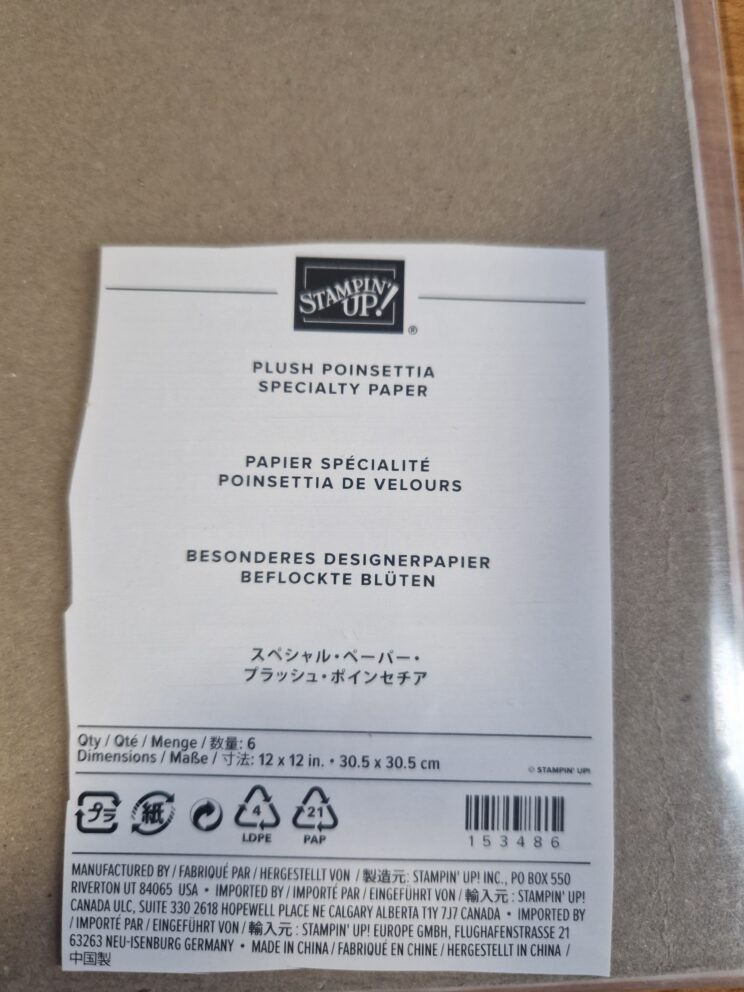 STAMPIN' UP!®
PLUSH POINSETTIA
SPECIALTY PAPER
PAPIER SPÉCIALITÉ
POINSETTIA DE VELOURS
BESONDERES DESIGNERPAPIER
BEFLOCKTE BLÜTEN
スペシャル・ペーパー・
プラッシュ・ポインセチア
Qty / Qté / Menge / 数量: 6
Dimensions / Maße / 寸法: 12 x 12 in. • 30.5 x 30.5 cm
© STAMPIN' UP!
プラ 紙 4 21
LDPE PAP
153486
MANUFACTURED BY / FABRIQUÉ PAR / HERGESTELLT VON / 製造元: STAMPIN' UP! INC., PO BOX 550
RIVERTON UT 84065 USA • IMPORTED BY / IMPORTÉ PAR / EINGEFÜHRT VON / 輸入元 : STAMPIN' UP!
CANADA ULC, SUITE 330 2618 HOPEWELL PLACE NE CALGARY ALBERTA T1Y 7J7 CANADA • IMPORTED BY
/ IMPORTÉ PAR / EINGEFÜHRT VON / 輸入元 : STAMPIN' UP! EUROPE GMBH, FLUGHAFENSTRASSE 21
63263 NEU-ISENBURG GERMANY • MADE IN CHINA / FABRIQUÉ EN CHINE / HERGESTELLT IN CHINA /
中国製